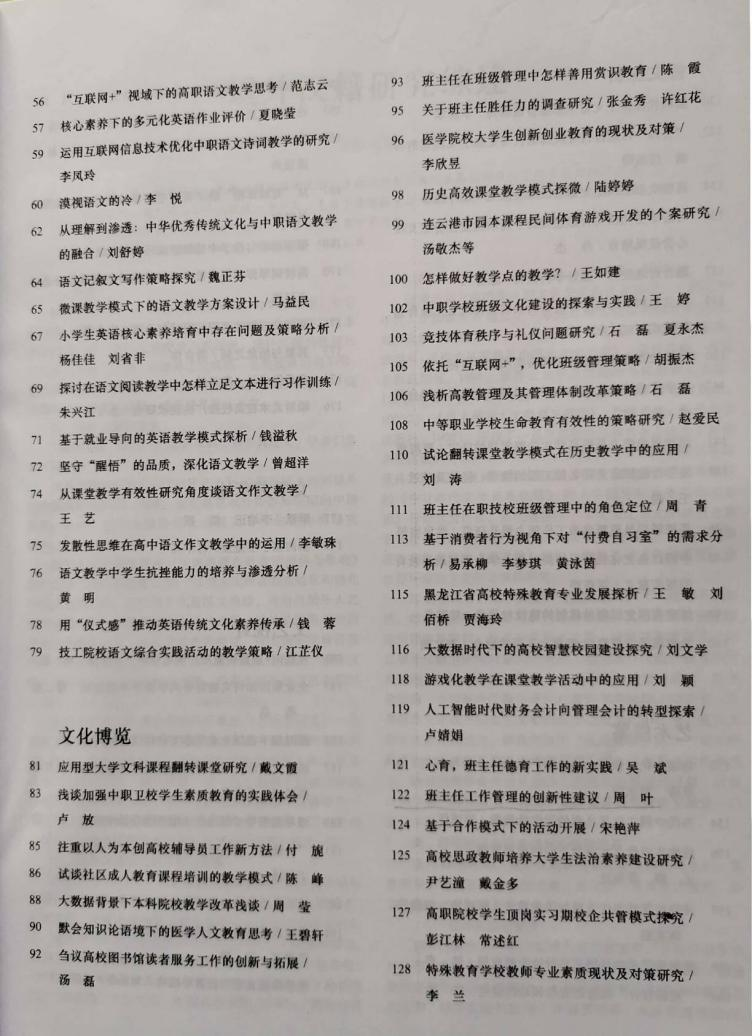 56 “互联网+”视域下的高职语文教学思考/范志云
57 核心素养下的多元化英语作业评价/夏晓莹
59 运用互联网信息技术优化中职语文诗词教学的研究/
李凤玲
60 漠视语文的冷/李　悦
62 从理解到渗透：中华优秀传统文化与中职语文教学
的融合/刘舒婷
64 语文记叙文写作策略探究/魏正芬
65 微课教学模式下的语文教学方案设计/马益民
67 小学生英语核心素养培育中存在问题及策略分析/
杨佳佳　刘省非
69 探讨在语文阅读教学中怎样立足文本进行习作训练/
朱兴江
71 基于就业导向的英语教学模式探析/钱溢秋
72 坚守“醒悟”的品质，深化语文教学/曾超洋
74 从课堂教学有效性研究角度谈语文作文教学/
王　艺
75 发散性思维在高中语文作文教学中的运用/李敏珠
76 语文教学中学生抗挫能力的培养与渗透分析/
黄　明
78 用“仪式感”推动英语传统文化素养传承/钱　蓉
79 技工院校语文综合实践活动的教学策略/江芷仪
文化博览
81 应用型大学文科课程翻转课堂研究/戴文霞
83 浅谈加强中职卫校学生素质教育的实践体会/
卢　放
85 注重以人为本创高校辅导员工作新方法/付　旎
86 试谈社区成人教育课程培训的教学模式/陈　峰
88 大数据背景下本科院校教学改革浅谈/周　莹
90 默会知识论语境下的医学人文教育思考/王碧轩
92 刍议高校图书馆读者服务工作的创新与拓展/
汤　磊
93 班主任在班级管理中怎样善用赏识教育/陈　霞
95 关于班主任胜任力的调查研究/张金秀　许红花
96 医学院校大学生创新创业教育的现状及对策/
李欣昱
98 历史高效课堂教学模式探微/陆婷婷
99 连云港市园本课程民间体育游戏开发的个案研究/
汤敬杰等
100 怎样做好教学点的教学？/王如建
102 中职学校班级文化建设的探索与实践/王　婷
103 竞技体育秩序与礼仪问题研究/石　磊　夏永杰
105 依托“互联网+”，优化班级管理策略/胡振杰
106 浅析高教管理及其管理体制改革策略/石　磊
108 中等职业学校生命教育有效性的策略研究/赵爱民
110 试论翻转课堂教学模式在历史教学中的应用/
刘　涛
111 班主任在职技校班级管理中的角色定位/周　青
113 基于消费者行为视角下对“付费自习室”的需求分
析/易承柳　李梦琪　黄泳茵
115 黑龙江省高校特殊教育专业发展探析/王　敏　刘
佰桥　贾海玲
116 大数据时代下的高校智慧校园建设探究/刘文学
118 游戏化教学在课堂教学活动中的应用/刘　颖
119 人工智能时代财务会计向管理会计的转型探索/
卢婧娟
121 心育，班主任德育工作的新实践/吴　斌
122 班主任工作管理的创新性建议/周　叶
124 基于合作模式下的活动开展/宋艳萍
125 高校思政教师培养大学生法治素养建设研究/
尹艺潼　戴金多
127 高职院校学生顶岗实习期校企共管模式探究/
彭江林　常述红
128 特殊教育学校教师专业素质现状及对策研究/
李　兰